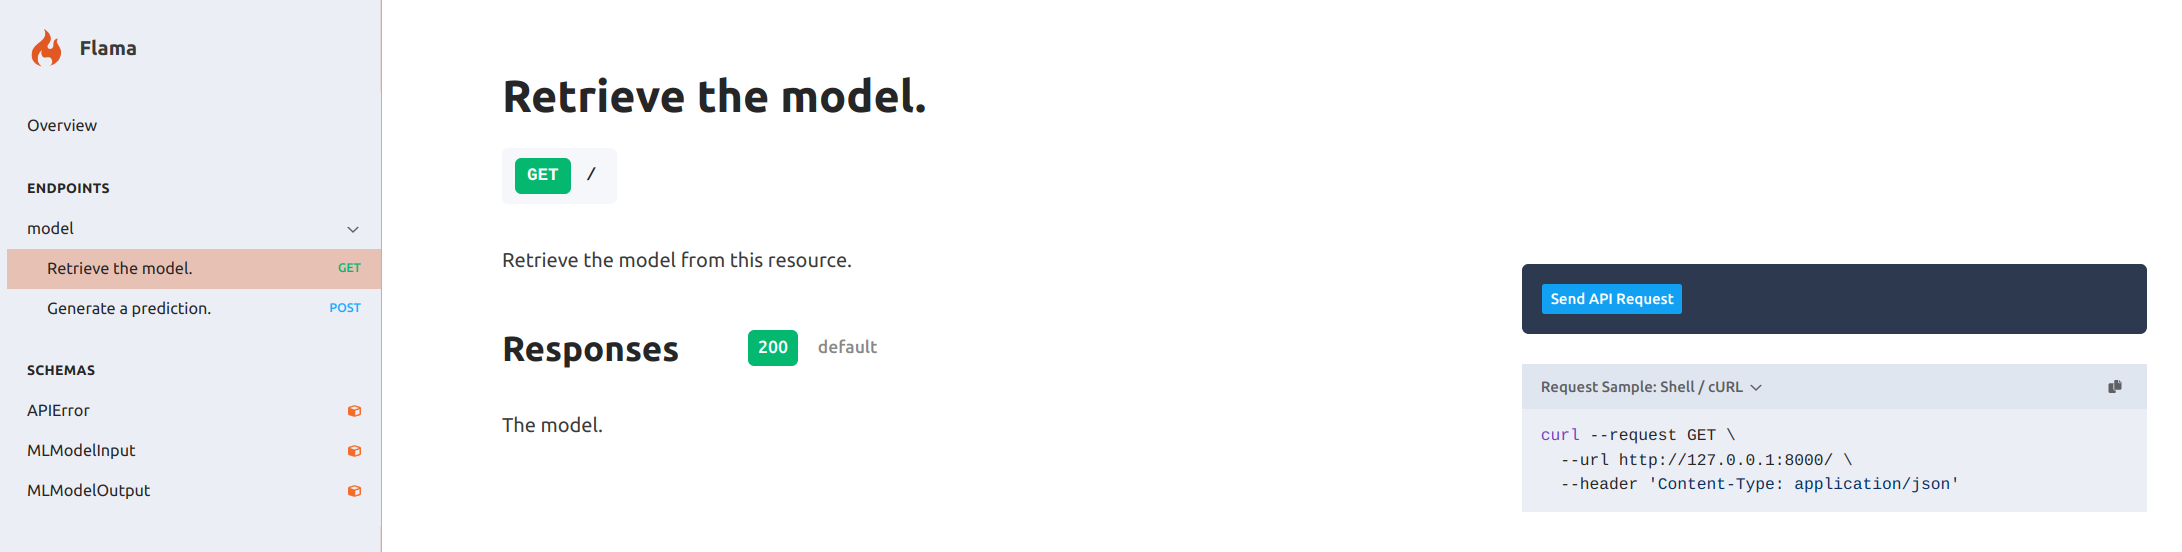 Flama
Overview
ENDPOINTS
model
Retrieve the model. GET
Generate a prediction. POST
SCHEMAS
APIError
MLModelInput
MLModelOutput
Retrieve the model.
GET /
Retrieve the model from this resource.
Responses 200 default
The model.
Send API Request
Request Sample: Shell / cURL
curl --request GET \
  --url http://127.0.0.1:8000/ \
  --header 'Content-Type: application/json'